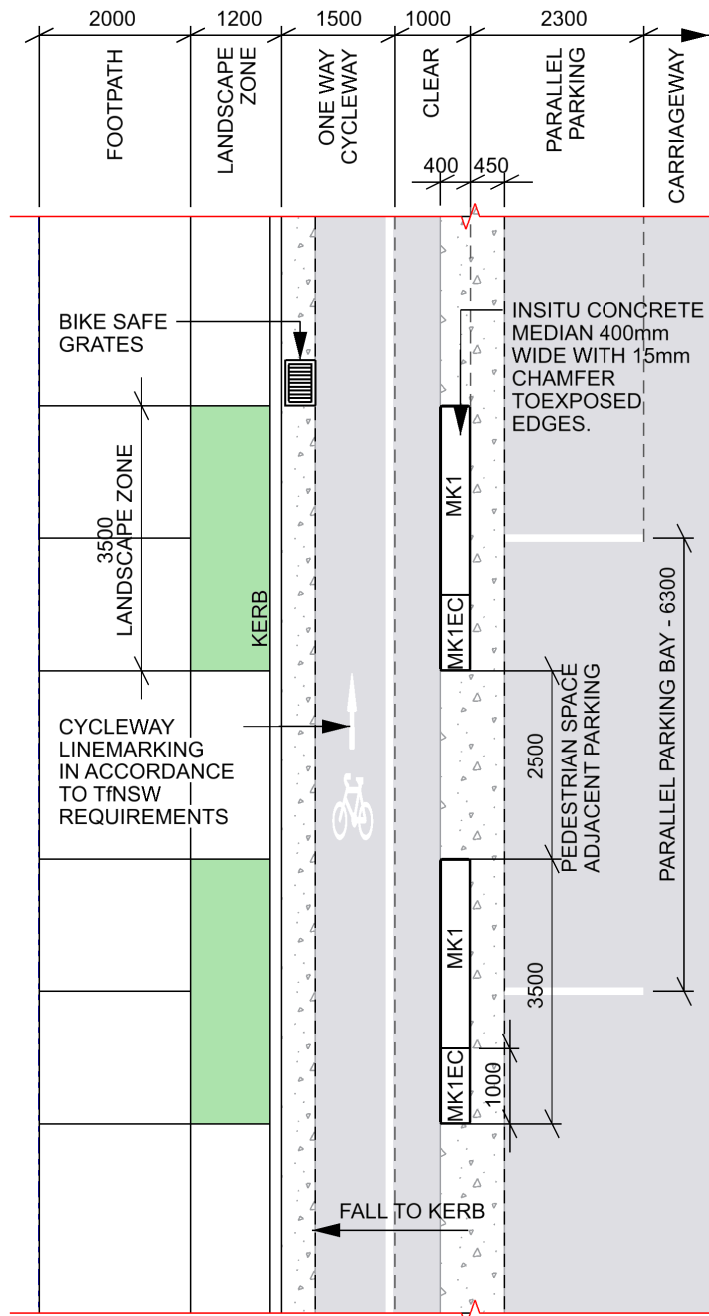 2000
1200
1500
1000
2300
FOOTPATH
LANDSCAPE
ZONE
ONE WAY
CYCLEWAY
CLEAR
PARALLEL
PARKING
CARRIAGEWAY
400
450
BIKE SAFE
GRATES
INSITU CONCRETE
MEDIAN 400mm
WIDE WITH 15mm
CHAMFER
TOEXPOSED
EDGES.
3500
LANDSCAPE ZONE
KERB
MK1
MK1EC
PARALLEL PARKING BAY - 6300
CYCLEWAY
LINEMARKING
IN ACCORDANCE
TO TfNSW
REQUIREMENTS
2500
PEDESTRIAN SPACE
ADJACENT PARKING
MK1
MK1EC
3500
1000
FALL TO KERB